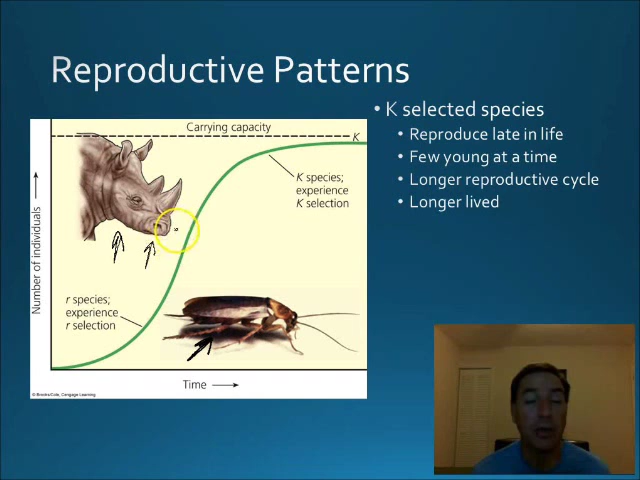 Reproductive Patterns
Carrying capacity
K
K species;
experience
K selection
Number of individuals
r species;
experience
r selection
Time
© Brooks/Cole, Cengage Learning
• K selected species
• Reproduce late in life
• Few young at a time
• Longer reproductive cycle
• Longer lived